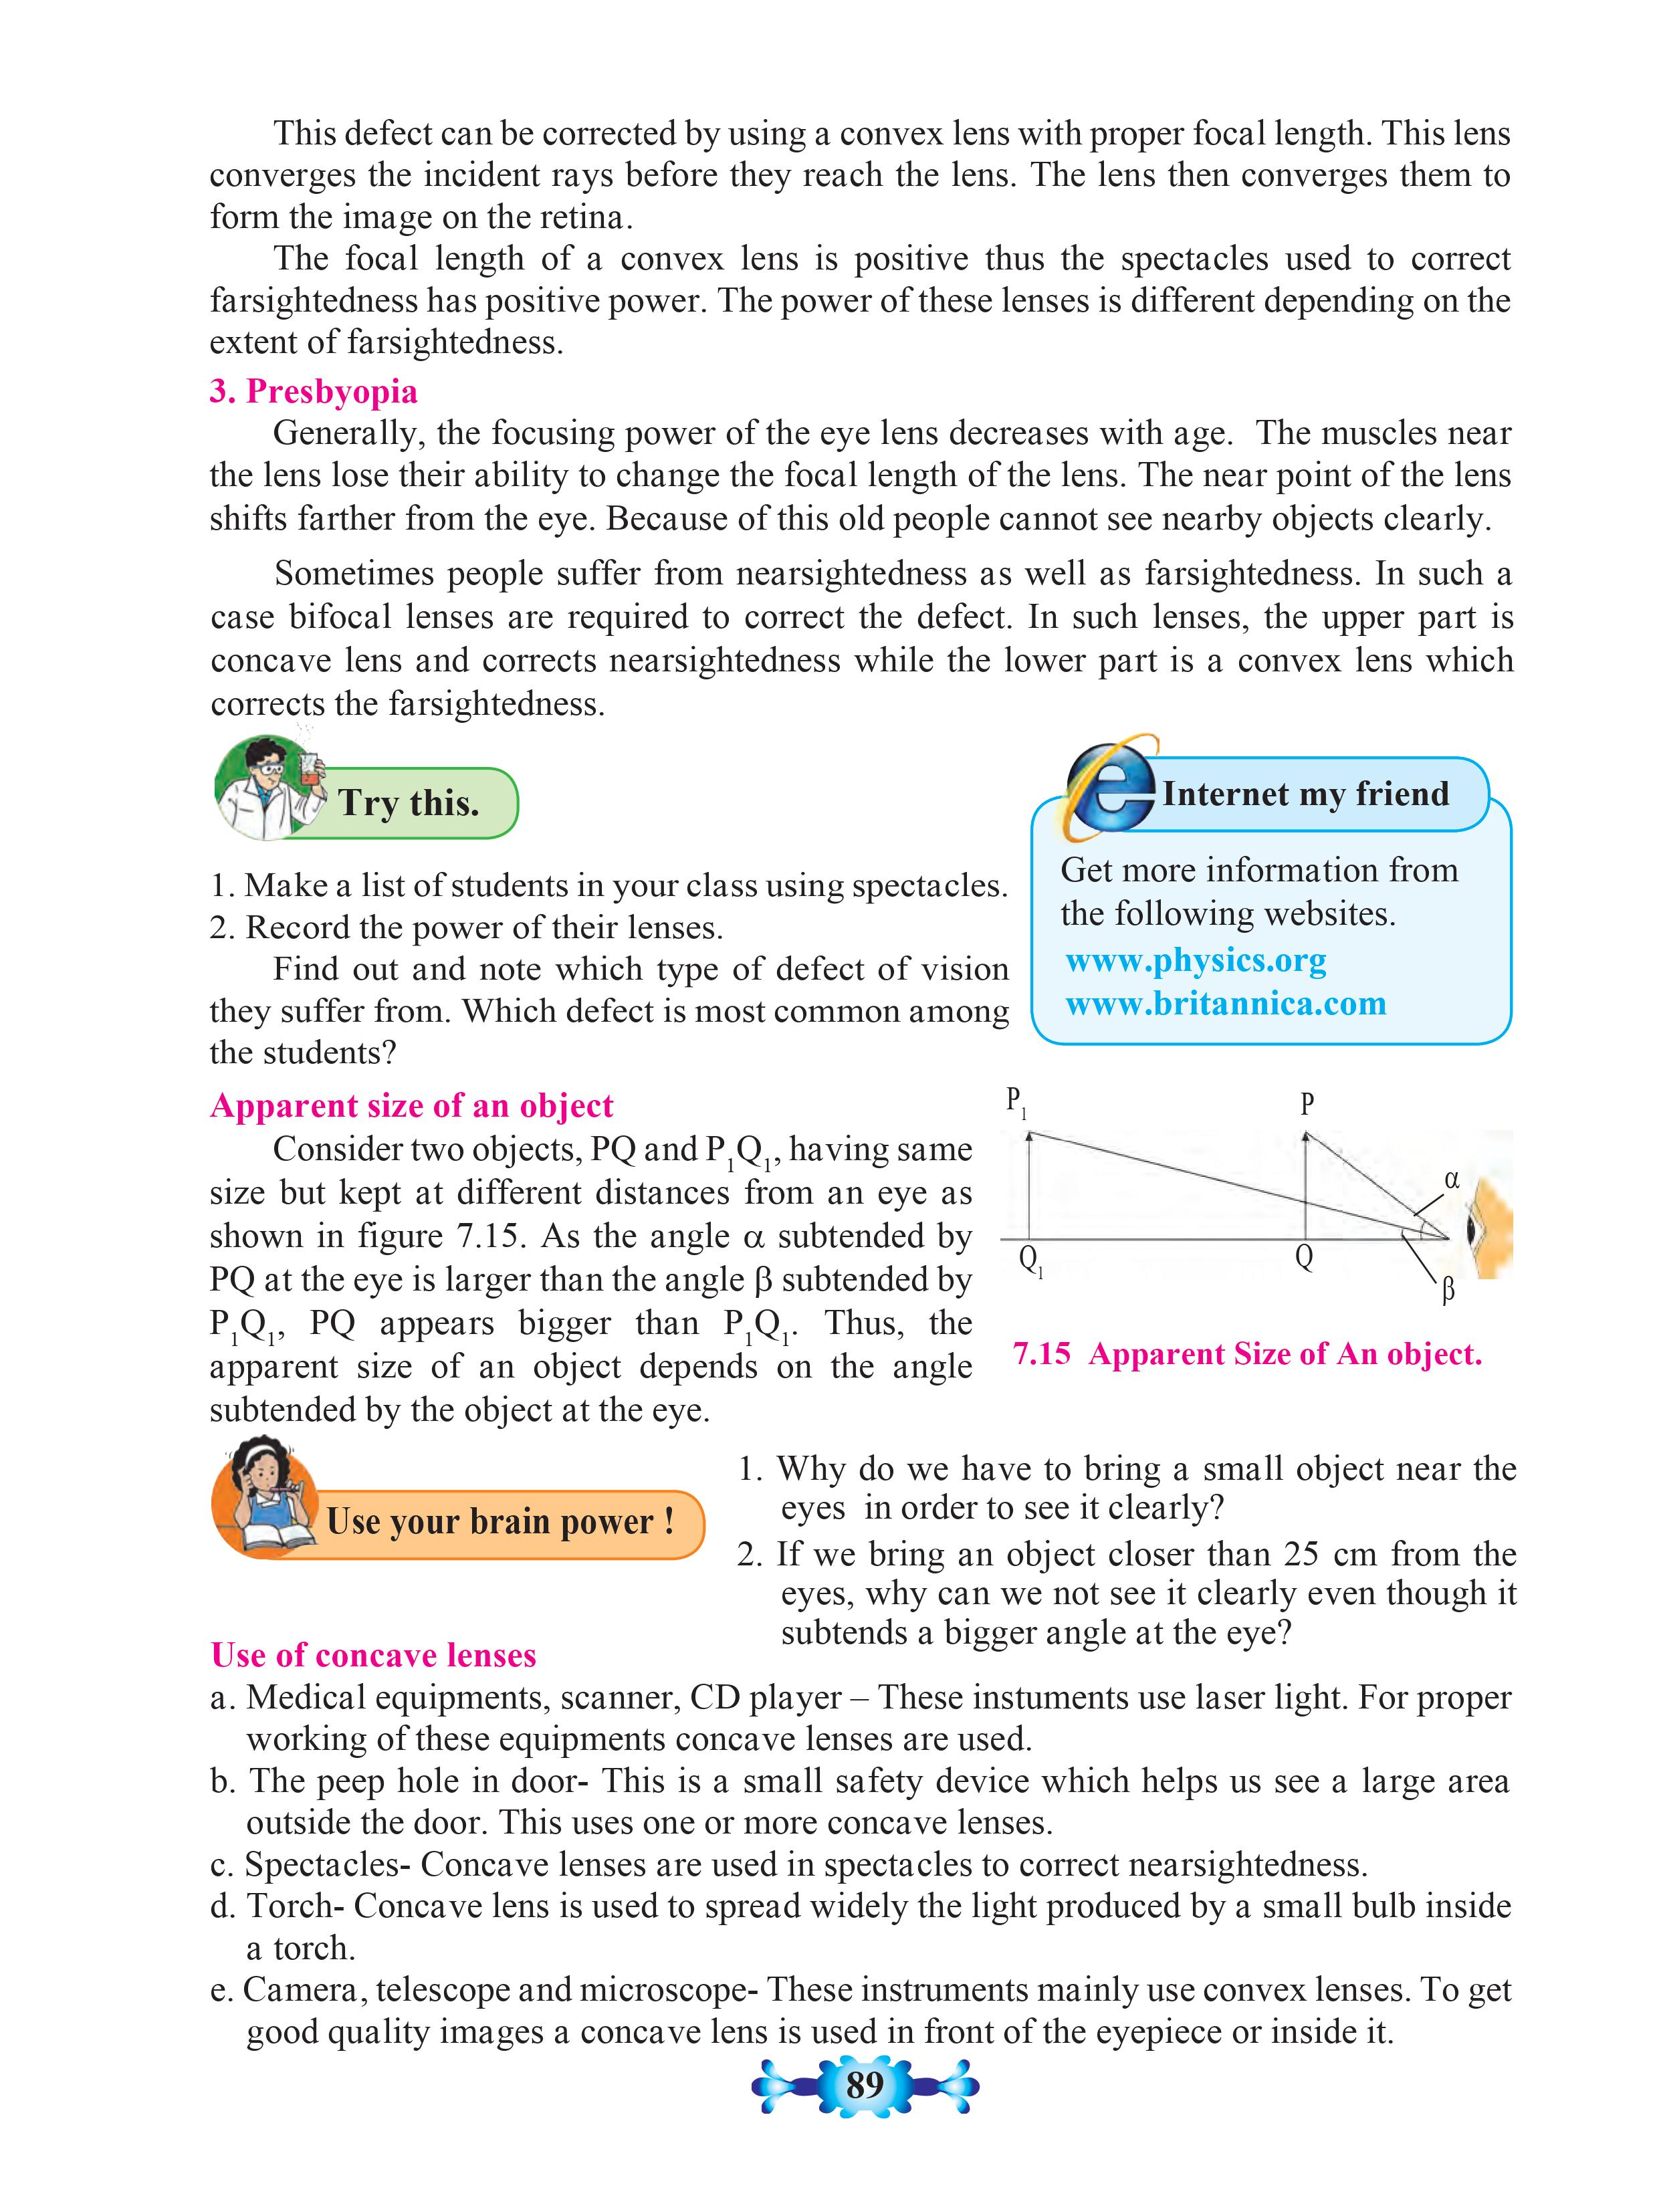 This defect can be corrected by using a convex lens with proper focal length. This lens
converges the incident rays before they reach the lens. The lens then converges them to
form the image on the retina.
The focal length of a convex lens is positive thus the spectacles used to correct
farsightedness has positive power. The power of these lenses is different depending on the
extent of farsightedness.
3. Presbyopia
Generally, the focusing power of the eye lens decreases with age. The muscles near
the lens lose their ability to change the focal length of the lens. The near point of the lens
shifts farther from the eye. Because of this old people cannot see nearby objects clearly.
Sometimes people suffer from nearsightedness as well as farsightedness. In such a
case bifocal lenses are required to correct the defect. In such lenses, the upper part is
concave lens and corrects nearsightedness while the lower part is a convex lens which
corrects the farsightedness.
Try this.
1. Make a list of students in your class using spectacles.
2. Record the power of their lenses.
Find out and note which type of defect of vision
they suffer from. Which defect is most common among
the students?
Internet my friend
Get more information from
the following websites.
www.physics.org
www.britannica.com
Apparent size of an object
Consider two objects, PQ and P₁Q₁, having same
size but kept at different distances from an eye as
shown in figure 7.15. As the angle α subtended by
PQ at the eye is larger than the angle β subtended by
P₁Q₁, PQ appears bigger than P₁Q₁. Thus, the
apparent size of an object depends on the angle
subtended by the object at the eye.
P₁
P
α
Q₁
Q
β
7.15 Apparent Size of An object.
Use your brain power !
1. Why do we have to bring a small object near the
eyes in order to see it clearly?
2. If we bring an object closer than 25 cm from the
eyes, why can we not see it clearly even though it
subtends a bigger angle at the eye?
Use of concave lenses
a. Medical equipments, scanner, CD player – These instuments use laser light. For proper
working of these equipments concave lenses are used.
b. The peep hole in door- This is a small safety device which helps us see a large area
outside the door. This uses one or more concave lenses.
c. Spectacles- Concave lenses are used in spectacles to correct nearsightedness.
d. Torch- Concave lens is used to spread widely the light produced by a small bulb inside
a torch.
e. Camera, telescope and microscope- These instruments mainly use convex lenses. To get
good quality images a concave lens is used in front of the eyepiece or inside it.
89